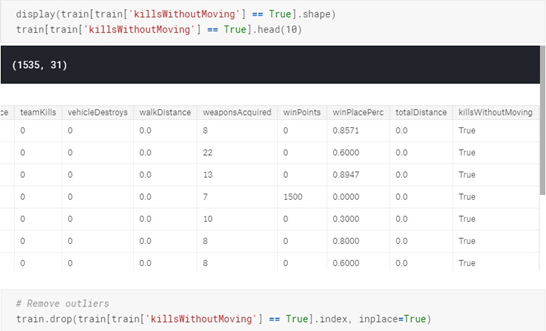 display(train[train['killsWithoutMoving'] == True].shape)
train[train['killsWithoutMoving'] == True].head(10)
(1535, 31)
ce teamKills vehicleDestroys walkDistance weaponsAcquired winPoints winPlacePerc totalDistance killsWithoutMoving
0 0 0.0 8 0 0.8571 0.0 True
0 0 0.0 22 0 0.6000 0.0 True
0 0 0.0 13 0 0.8947 0.0 True
0 0 0.0 7 1500 0.0000 0.0 True
0 0 0.0 10 0 0.3000 0.0 True
0 0 0.0 8 0 0.8000 0.0 True
0 0 0.0 8 0 0.6000 0.0 True
# Remove outliers
train.drop(train[train['killsWithoutMoving'] == True].index, inplace=True)